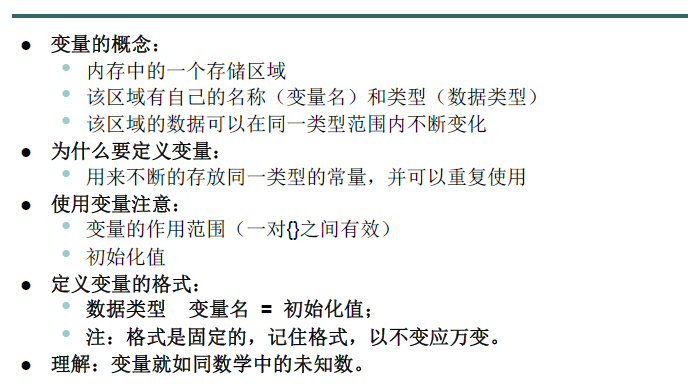 ● 变量的概念：
• 内存中的一个存储区域
• 该区域有自己的名称（变量名）和类型（数据类型）
• 该区域的数据可以在同一类型范围内不断变化
● 为什么要定义变量：
• 用来不断的存放同一类型的常量，并可以重复使用
● 使用变量注意：
• 变量的作用范围（一对{}之间有效）
• 初始化值
● 定义变量的格式：
• 数据类型 变量名 = 初始化值；
• 注：格式是固定的，记住格式，以不变应万变。
● 理解：变量就如同数学中的未知数。